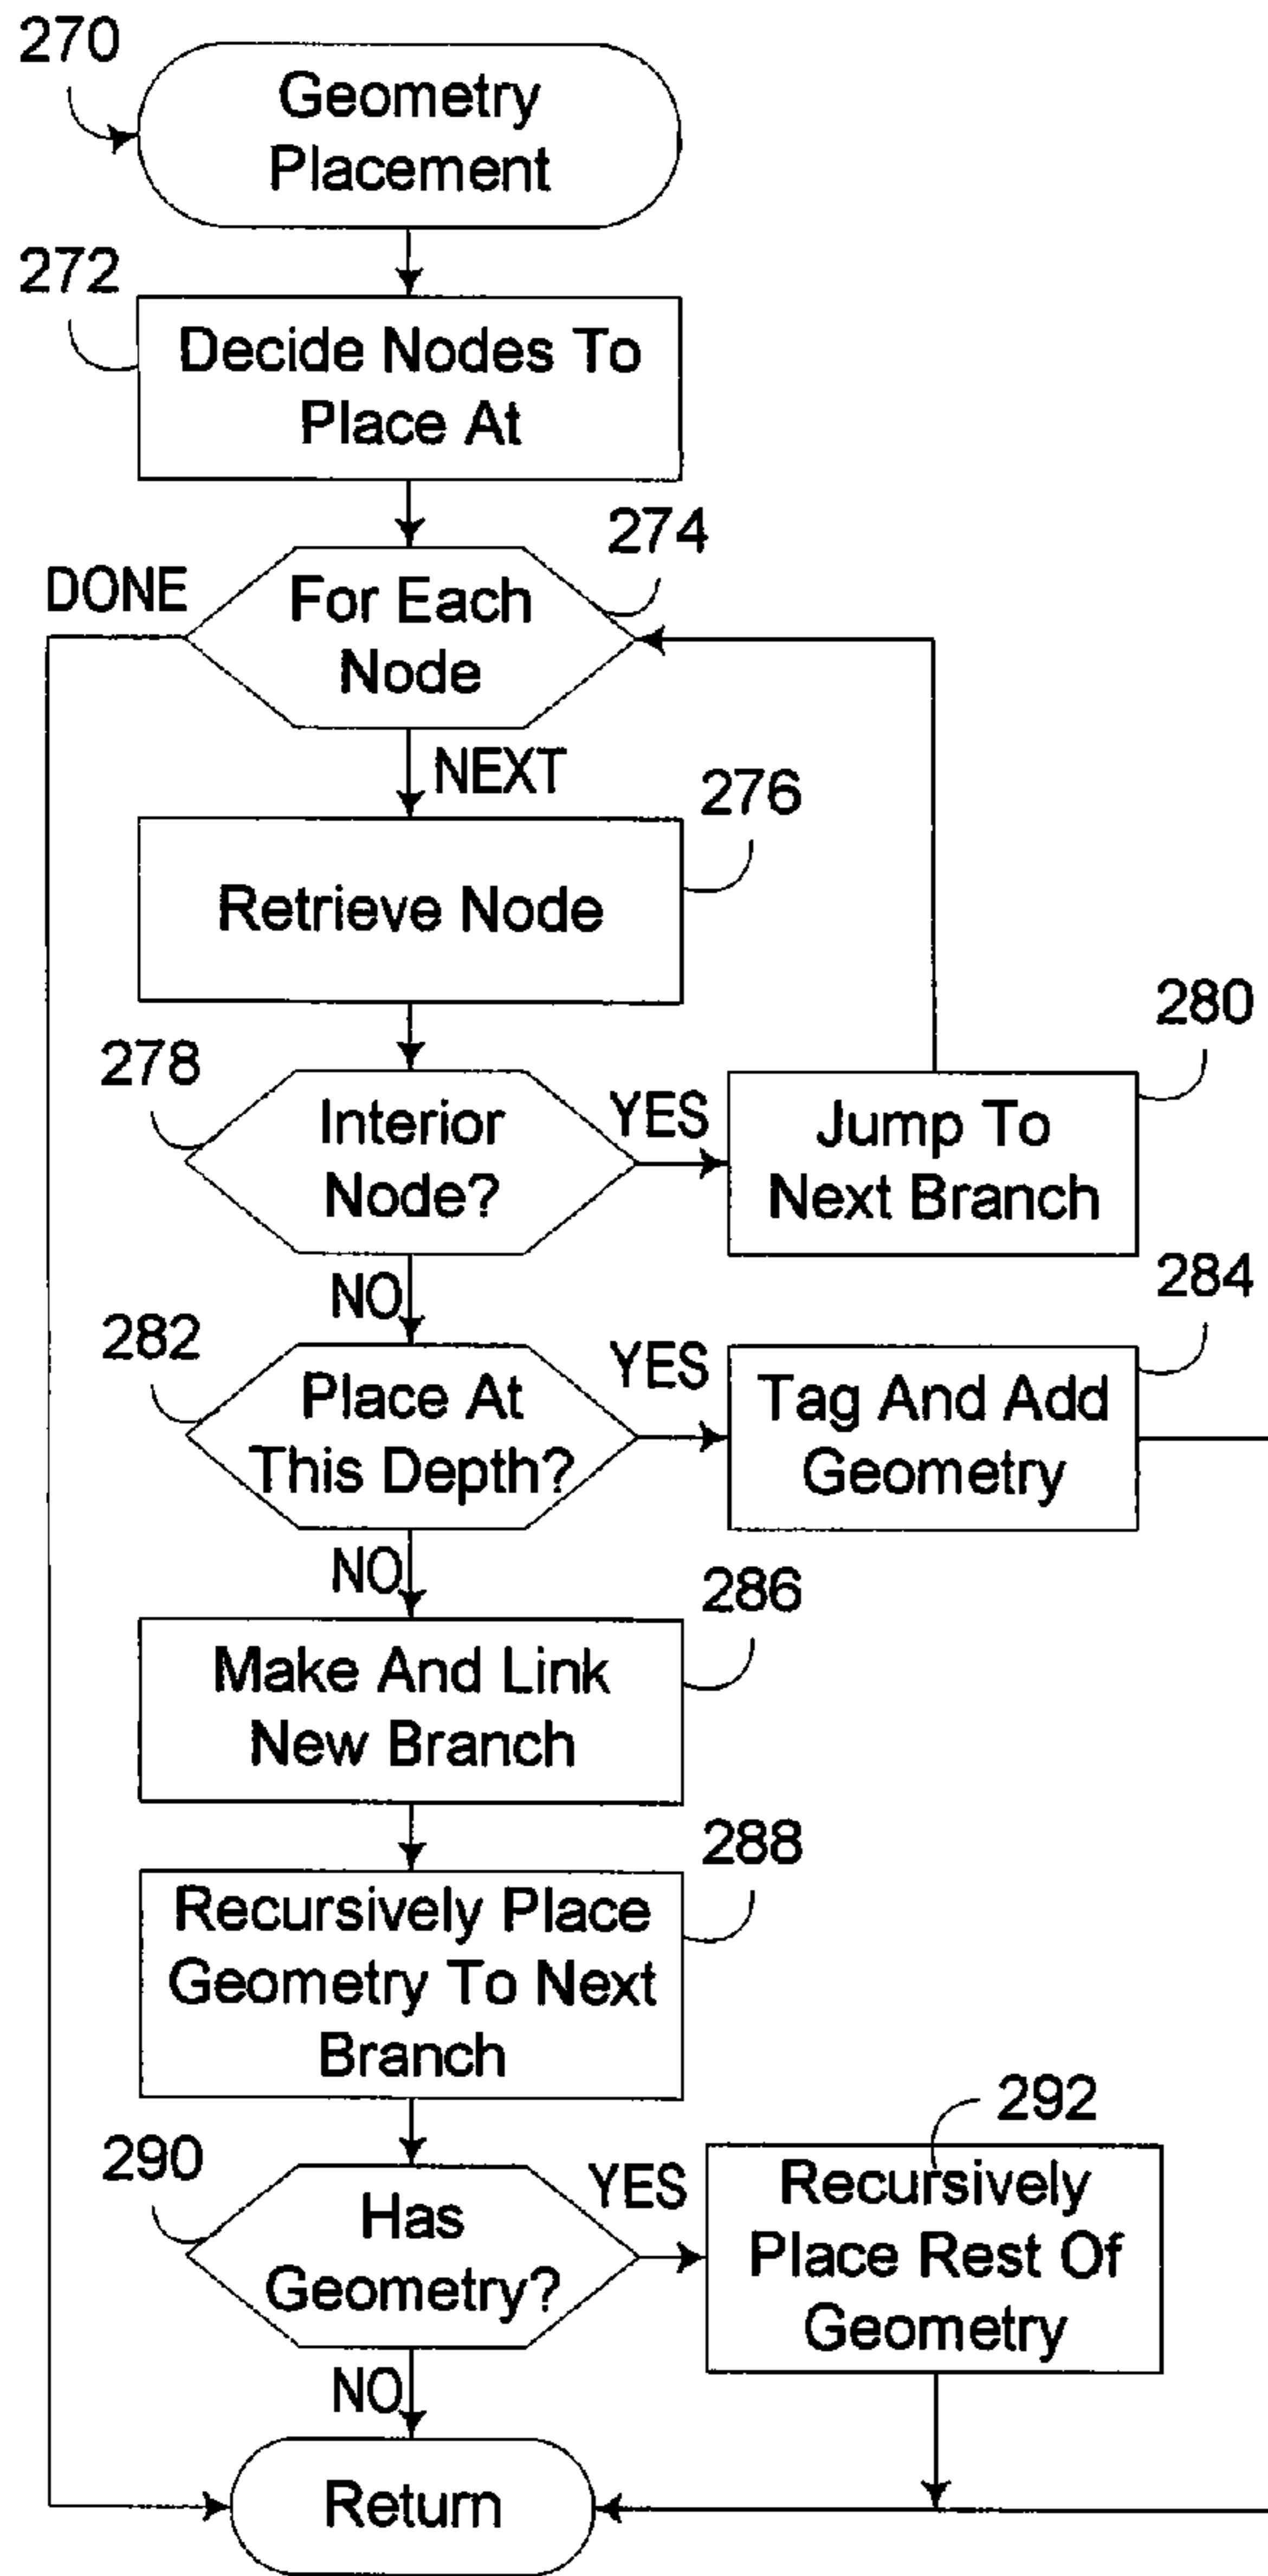 270
Geometry
Placement
272
Decide Nodes To
Place At
274
DONE
For Each
Node
NEXT
276
Retrieve Node
278
280
Interior
Node?
YES
Jump To
Next Branch
NO
282
284
Place At
This Depth?
YES
Tag And Add
Geometry
NO
286
Make And Link
New Branch
288
Recursively Place
Geometry To Next
Branch
290
292
Has
Geometry?
YES
Recursively
Place Rest Of
Geometry
NO
Return